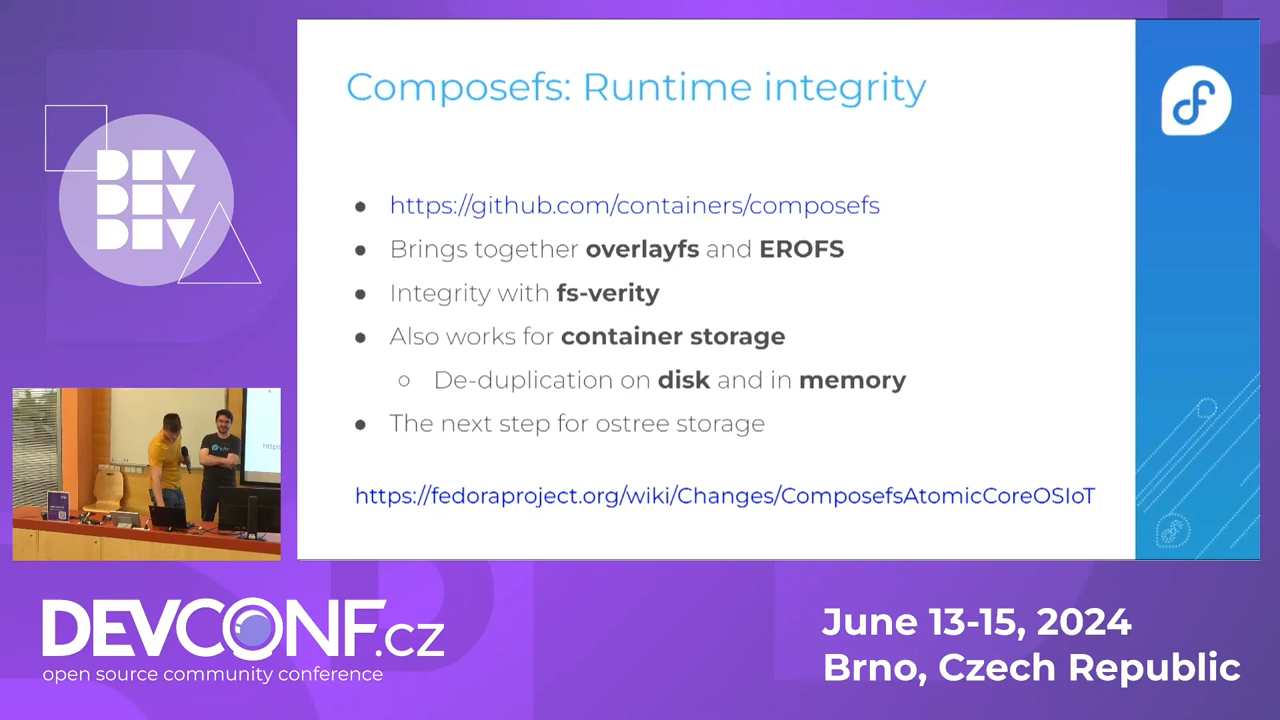 Composefs: Runtime integrity
● https://github.com/containers/composefs
● Brings together overlayfs and EROFS
● Integrity with fs-verity
● Also works for container storage
○ De-duplication on disk and in memory
● The next step for ostree storage
https://fedoraproject.org/wiki/Changes/ComposefsAtomicCoreOSIoT
DEV
DEV
DEV
DEVCONF.cz
open source community conference
June 13-15, 2024
Brno, Czech Republic